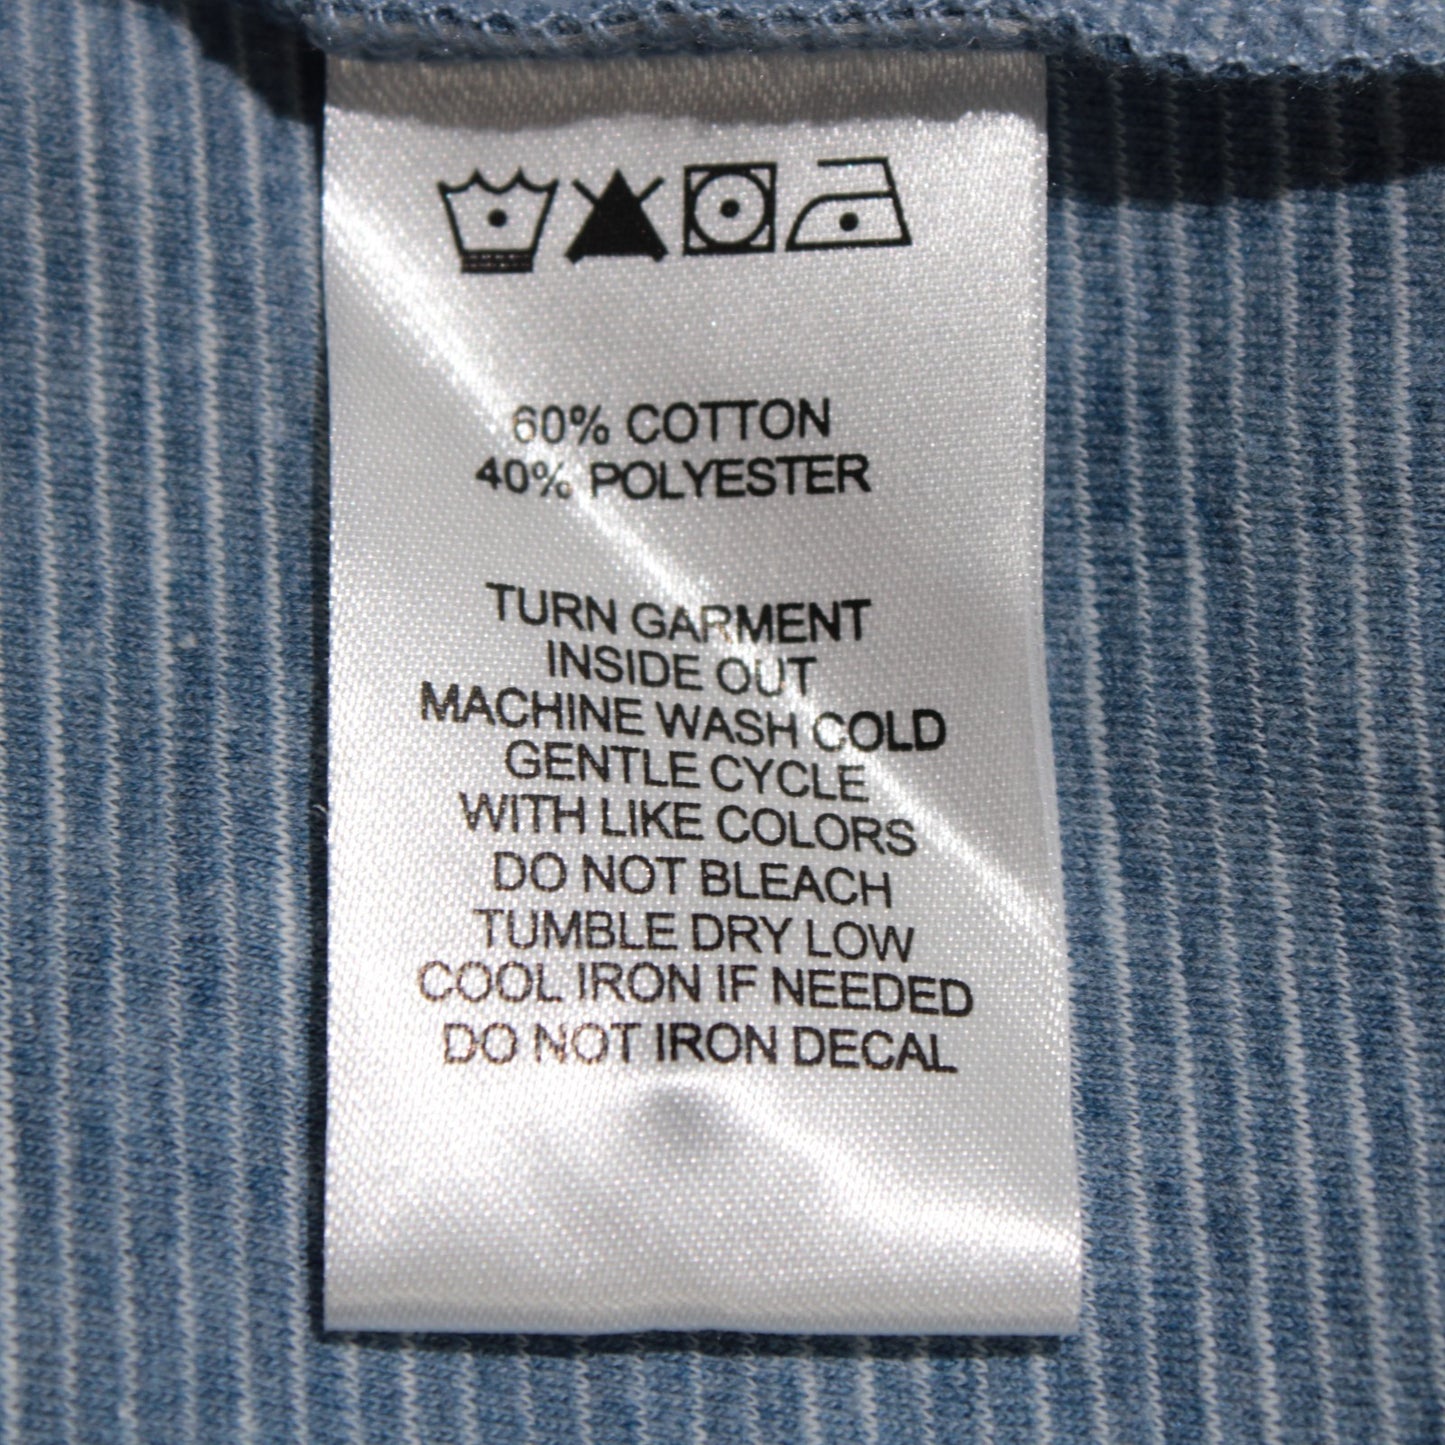 60% COTTON
40% POLYESTER
TURN GARMENT
INSIDE OUT
MACHINE WASH COLD
GENTLE CYCLE
WITH LIKE COLORS
DO NOT BLEACH
TUMBLE DRY LOW
COOL IRON IF NEEDED
DO NOT IRON DECAL